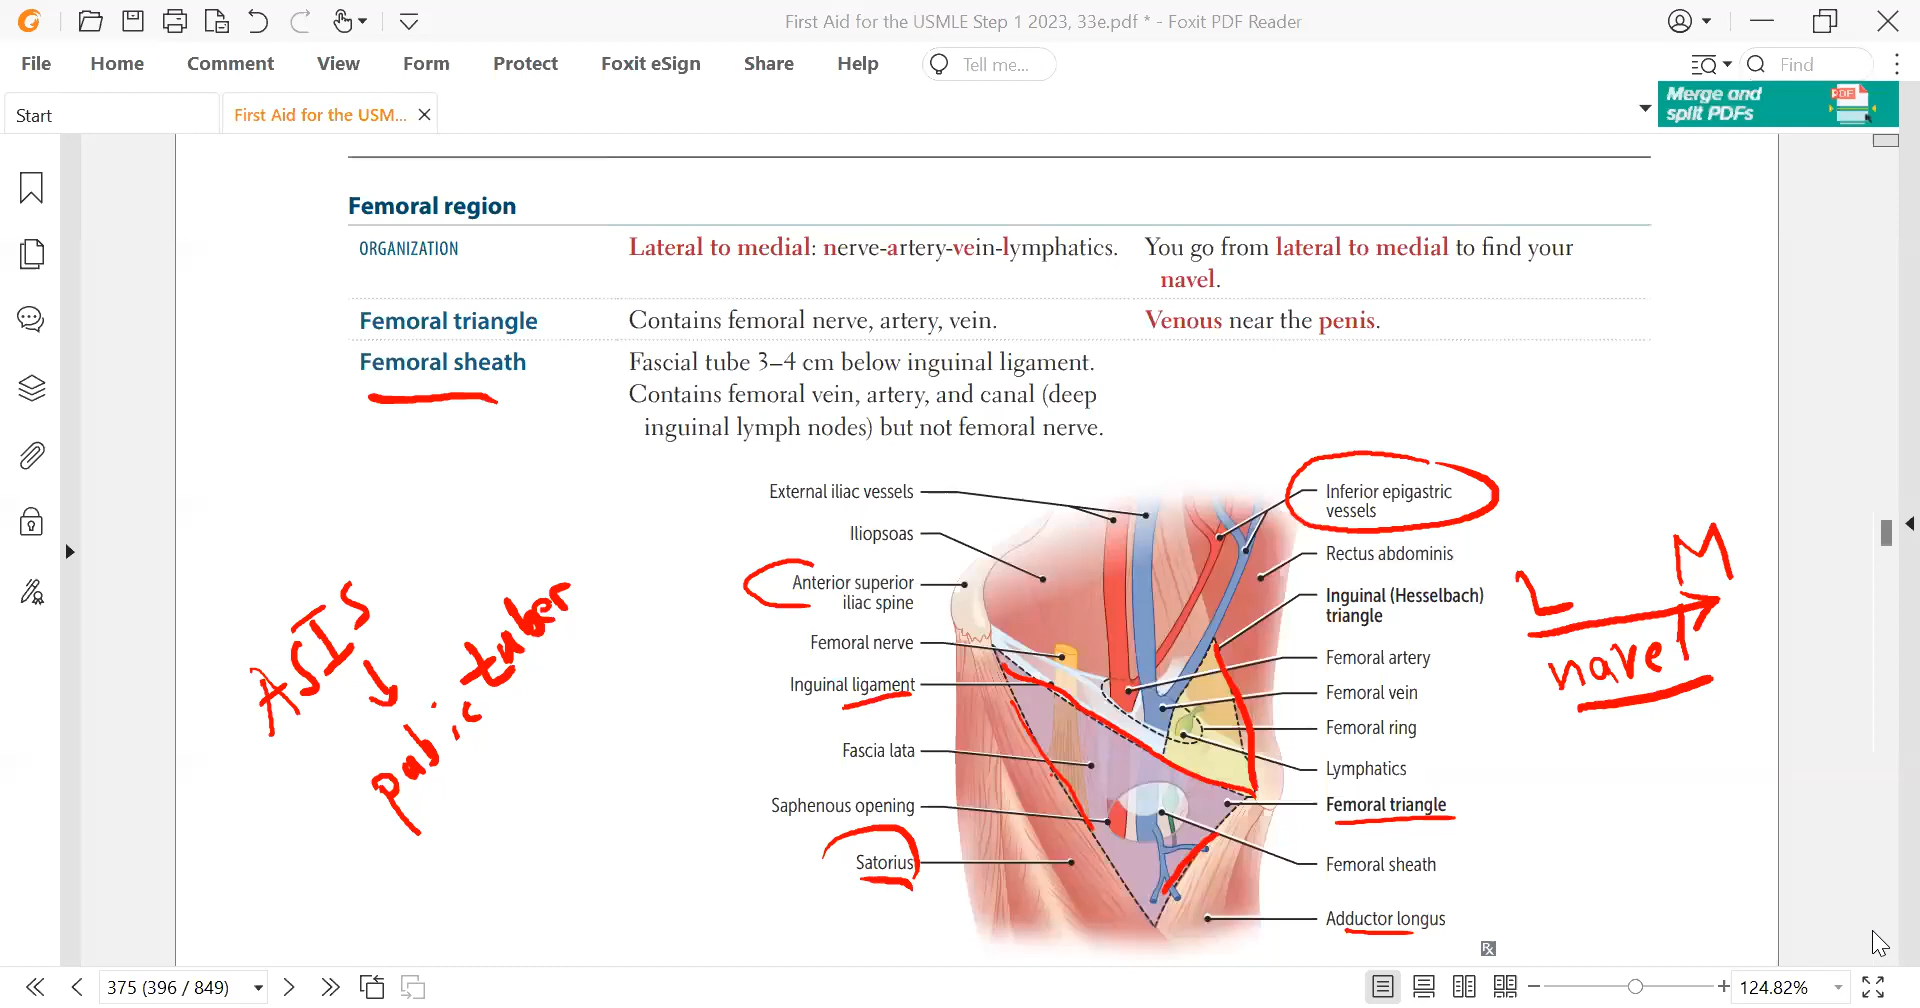 First Aid for the USMLE Step 1 2023, 33e.pdf * - Foxit PDF Reader
File Home Comment View Form Protect Foxit eSign Share Help Tell me... Find
Start First Aid for the USM...
Merge and
split PDFs
PDF
Femoral region
ORGANIZATION Lateral to medial: nerve-artery-vein-lymphatics. You go from lateral to medial to find your
navel.
Femoral triangle Contains femoral nerve, artery, vein. Venous near the penis.
Femoral sheath Fascial tube 3–4 cm below inguinal ligament.
Contains femoral vein, artery, and canal (deep
inguinal lymph nodes) but not femoral nerve.
External iliac vessels
Iliopsoas
Anterior superior
iliac spine
Femoral nerve
Inguinal ligament
Fascia lata
Saphenous opening
Satorius
Inferior epigastric
vessels
Rectus abdominis
Inguinal (Hesselbach)
triangle
Femoral artery
Femoral vein
Femoral ring
Lymphatics
Femoral triangle
Femoral sheath
Adductor longus
Rx
ASIS
pubic tuber
L M
navel
375 (396 / 849) 124.82%